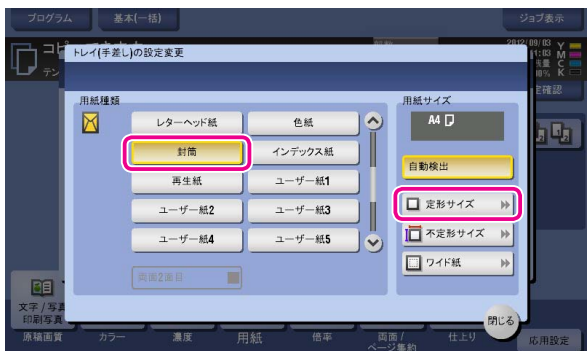 プログラム
基本(一括)
ジョブ表示
トレイ(手差し)の設定変更
2012/09/03
Y
M
C
K
用紙種類
用紙サイズ
レターヘッド紙
色紙
A4
封筒
インデックス紙
自動検出
再生紙
ユーザー紙1
定形サイズ
ユーザー紙2
ユーザー紙3
不定形サイズ
ユーザー紙4
ユーザー紙5
ワイド紙
両面2面目
閉じる
文字/写真
印刷写真
原稿画質
カラー
濃度
用紙
倍率
両面/
ページ集約
仕上り
応用設定